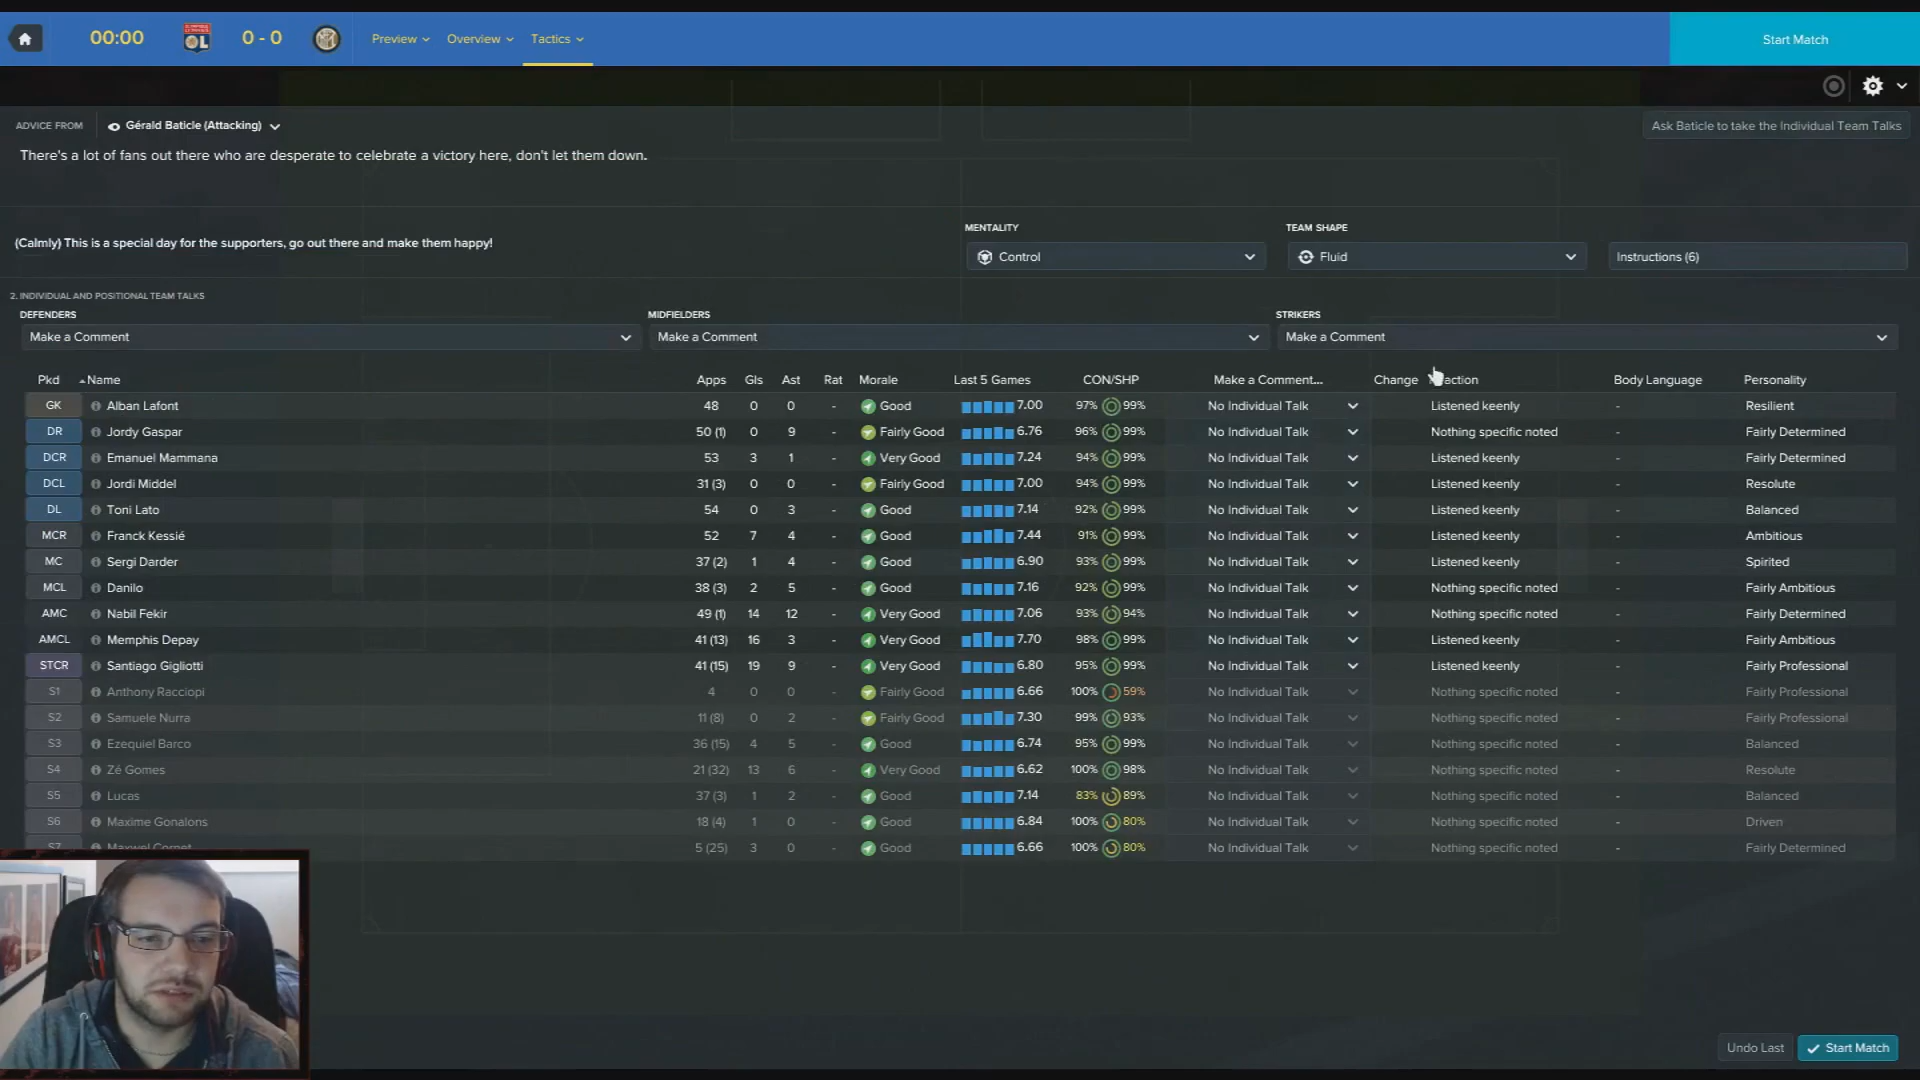 00:00 0 - 0 Preview Overview Tactics Start Match
ADVICE FROM Gérald Baticle (Attacking) Ask Baticle to take the Individual Team Talks
There's a lot of fans out there who are desperate to celebrate a victory here, don't let them down.
MENTALITY TEAM SHAPE
(Calmly) This is a special day for the supporters, go out there and make them happy! Control Fluid Instructions (6)
2. INDIVIDUAL AND POSITIONAL TEAM TALKS
DEFENDERS MIDFIELDERS STRIKERS
Make a Comment Make a Comment Make a Comment
Pkd Name Apps Gls Ast Rat Morale Last 5 Games CON/SHP Make a Comment... Change Body Language Personality
GK Alban Lafont 48 0 0 - Good 7.00 97% 99% No Individual Talk Listened keenly - Resilient
DR Jordy Gaspar 50 (1) 0 9 - Fairly Good 6.76 96% 99% No Individual Talk Nothing specific noted - Fairly Determined
DCR Emanuel Mammana 53 3 1 - Very Good 7.24 94% 99% No Individual Talk Listened keenly - Fairly Determined
DCL Jordi Middel 31 (3) 0 0 - Fairly Good 7.00 94% 99% No Individual Talk Listened keenly - Resolute
DL Toni Lato 54 0 3 - Good 7.14 92% 99% No Individual Talk Listened keenly - Balanced
MCR Franck Kessié 52 7 4 - Good 7.44 91% 99% No Individual Talk Listened keenly - Ambitious
MC Sergi Darder 37 (2) 1 4 - Good 6.90 93% 99% No Individual Talk Listened keenly - Spirited
MCL Danilo 38 (3) 2 5 - Good 7.16 92% 99% No Individual Talk Nothing specific noted - Fairly Ambitious
AMC Nabil Fekir 49 (1) 14 12 - Very Good 7.06 93% 94% No Individual Talk Nothing specific noted - Fairly Determined
AMCL Memphis Depay 41 (13) 16 3 - Very Good 7.70 98% 99% No Individual Talk Listened keenly - Fairly Ambitious
STCR Santiago Gigliotti 41 (15) 19 9 - Very Good 6.80 95% 99% No Individual Talk Listened keenly - Fairly Professional
S1 Anthony Racciopi 4 0 0 - Fairly Good 6.66 100% 59% No Individual Talk Nothing specific noted - Fairly Professional
S2 Samuele Nurra 11 (8) 0 2 - Fairly Good 7.30 99% 93% No Individual Talk Nothing specific noted - Fairly Professional
S3 Ezequiel Barco 36 (15) 4 5 - Good 6.74 95% 99% No Individual Talk Nothing specific noted - Balanced
S4 Zé Gomes 21 (32) 13 6 - Very Good 6.62 100% 98% No Individual Talk Nothing specific noted - Resolute
S5 Lucas 37 (3) 1 2 - Good 7.14 83% 89% No Individual Talk Nothing specific noted - Balanced
S6 Maxime Gonalons 18 (4) 1 0 - Good 6.84 100% 80% No Individual Talk Nothing specific noted - Driven
S7 Maxwel Cornet 5 (25) 3 0 - Good 6.66 100% 80% No Individual Talk Nothing specific noted - Fairly Determined
Undo Last Start Match